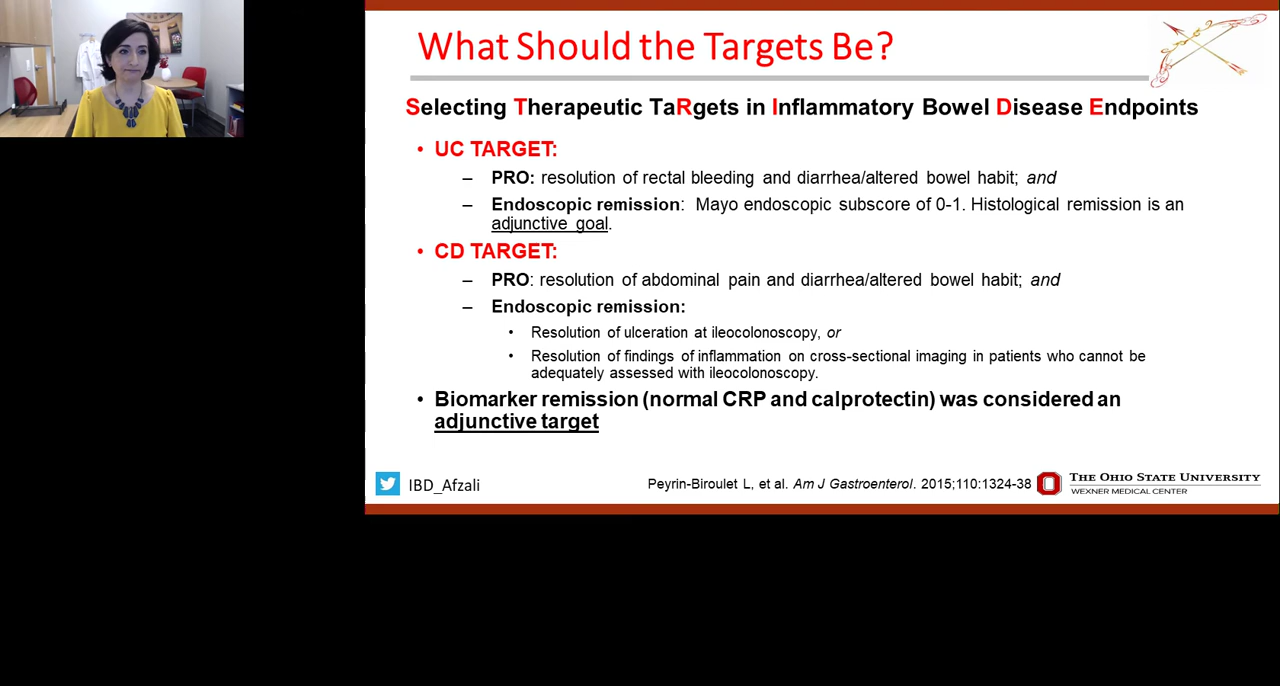 What Should the Targets Be?
Selecting Therapeutic TaRgets in Inflammatory Bowel Disease Endpoints
• UC TARGET:
– PRO: resolution of rectal bleeding and diarrhea/altered bowel habit; and
– Endoscopic remission: Mayo endoscopic subscore of 0-1. Histological remission is an
adjunctive goal.
• CD TARGET:
– PRO: resolution of abdominal pain and diarrhea/altered bowel habit; and
– Endoscopic remission:
• Resolution of ulceration at ileocolonoscopy, or
• Resolution of findings of inflammation on cross-sectional imaging in patients who cannot be
adequately assessed with ileocolonoscopy.
• Biomarker remission (normal CRP and calprotectin) was considered an
adjunctive target
IBD_Afzali
Peyrin-Biroulet L, et al. Am J Gastroenterol. 2015;110:1324-38
THE OHIO STATE UNIVERSITY
WEXNER MEDICAL CENTER